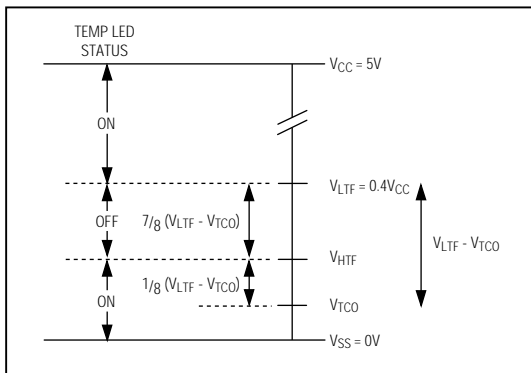 TEMP LED
STATUS
VCC = 5V
ON
VLTF = 0.4VCC
OFF
7/8 (VLTF - VTCO)
VLTF - VTCO
VHTF
1/8 (VLTF - VTCO)
ON
VTCO
VSS = 0V